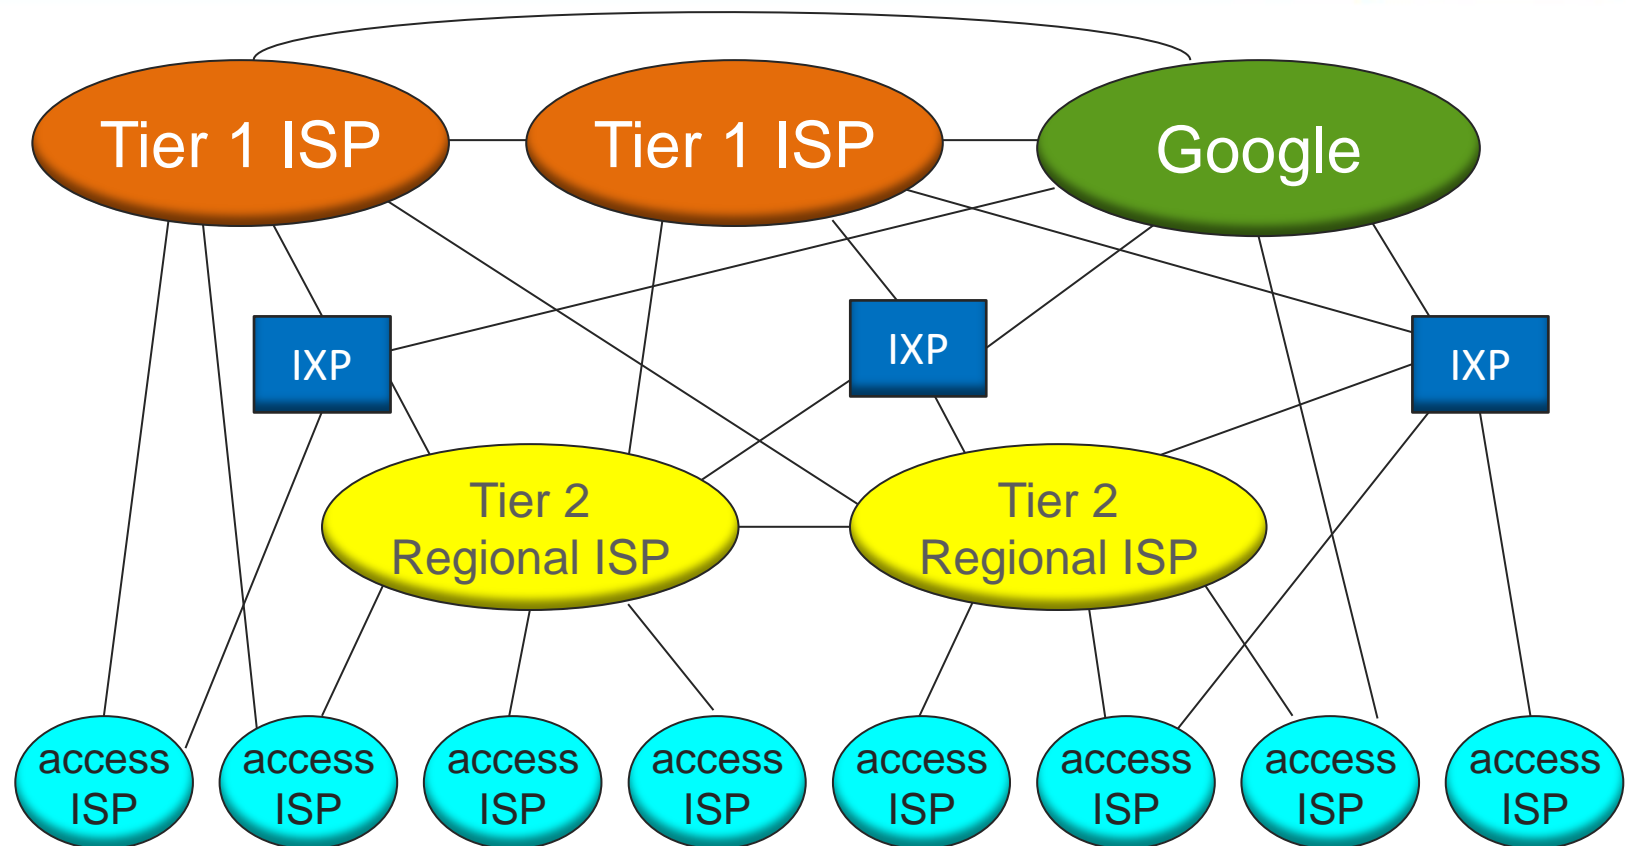 Tier 1 ISP
Tier 1 ISP
Google
IXP
IXP
IXP
Tier 2
Regional ISP
Tier 2
Regional ISP
access
ISP
access
ISP
access
ISP
access
ISP
access
ISP
access
ISP
access
ISP
access
ISP